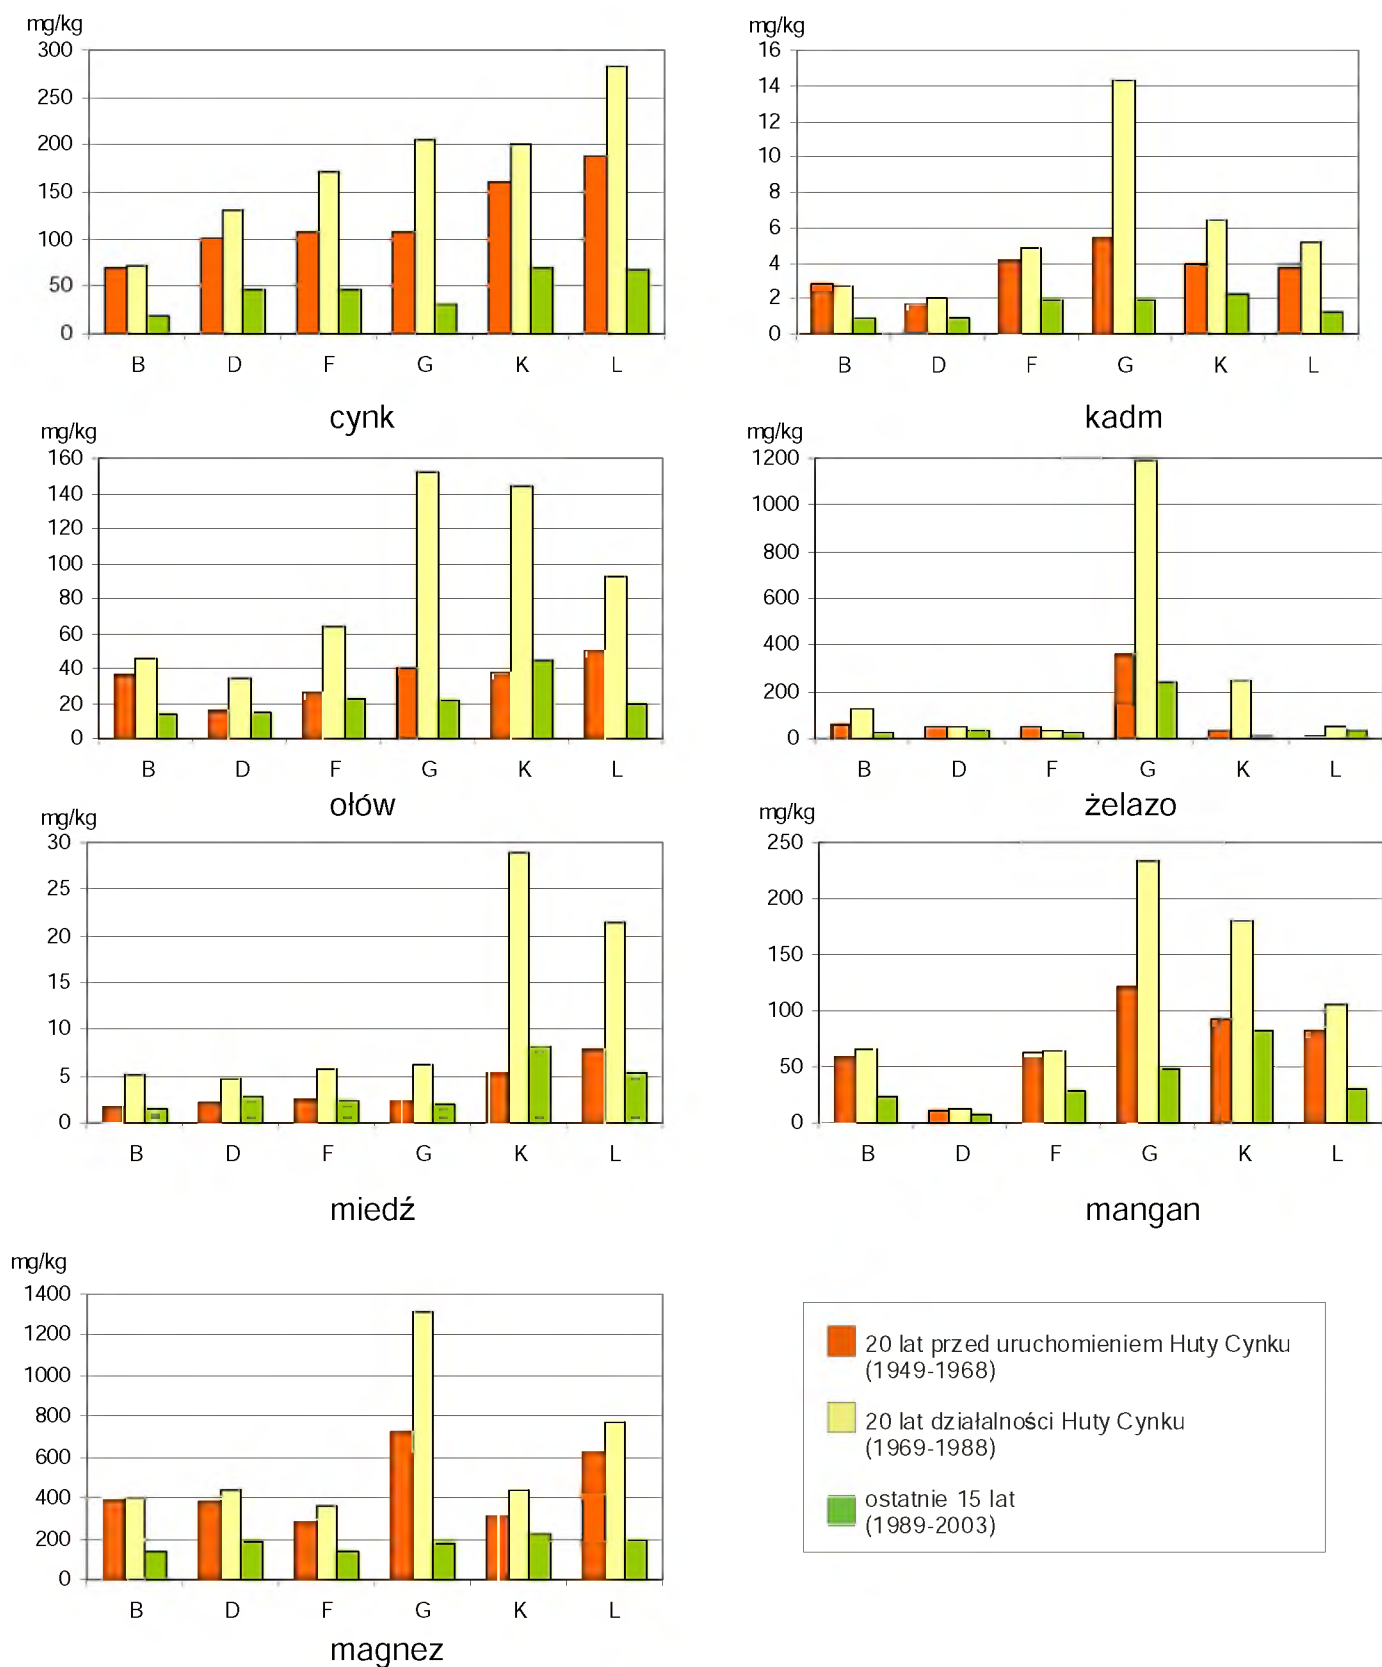 mg/kg
300
250
200
150
100
50
0
B D F G K L
cynk
mg/kg
16
14
12
10
8
6
4
2
0
B D F G K L
kadm
mg/kg
160
140
120
100
80
60
40
20
0
B D F G K L
ołów
mg/kg
1200
1000
800
600
400
200
0
B D F G K L
żelazo
mg/kg
30
25
20
15
10
5
0
B D F G K L
miedź
mg/kg
250
200
150
100
50
0
B D F G K L
mangan
mg/kg
1400
1200
1000
800
600
400
200
0
B D F G K L
magnez
20 lat przed uruchomieniem Huty Cynku
(1949-1968)
20 lat działalności Huty Cynku
(1969-1988)
ostatnie 15 lat
(1989-2003)